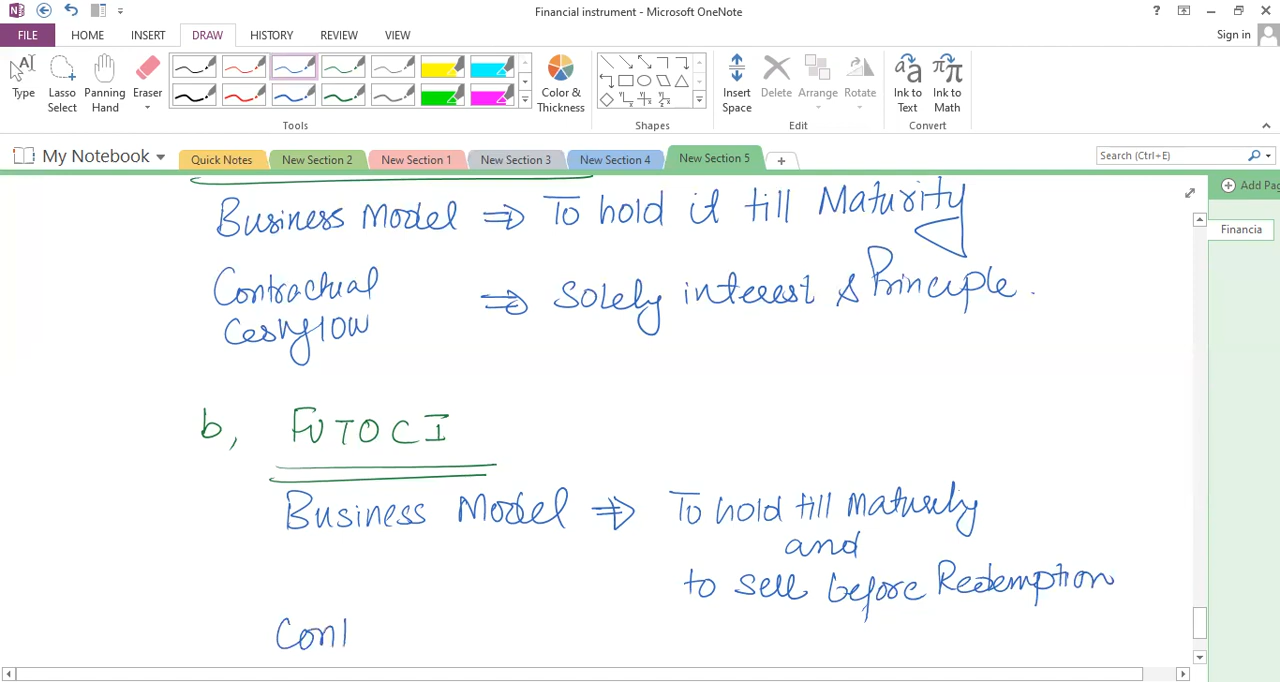 Financial instrument - Microsoft OneNote
Sign in
FILE HOME INSERT DRAW HISTORY REVIEW VIEW
Type Lasso Select Panning Hand Eraser Color & Thickness Insert Space Delete Arrange Rotate Ink to Text Ink to Math
Tools Shapes Edit Convert
My Notebook Quick Notes New Section 2 New Section 1 New Section 3 New Section 4 New Section 5 Search (Ctrl+E)
Add Pag
Financia
Business Model ⇒ To hold it till Maturity
Contractual ⇒ Solely interest & Principle.
Cashflow
b, FVTOCI
Business Model ⇒ To hold till Maturity
and
to sell before Redemption
Cont